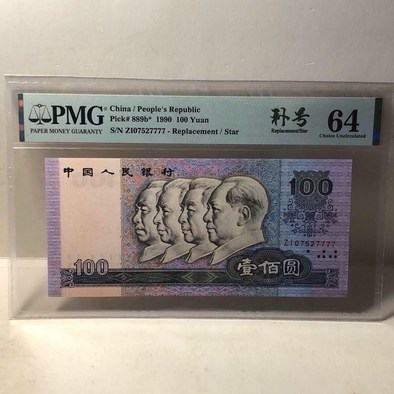 PMG
PAPER MONEY GUARANTY
China / People's Republic
Pick# 889b* 1990 100 Yuan
S/N ZI07527777 - Replacement / Star
补号
Replacement/Star
64
Choice Uncirculated
中国人民银行
100
ZI07527777
100
壹佰圆